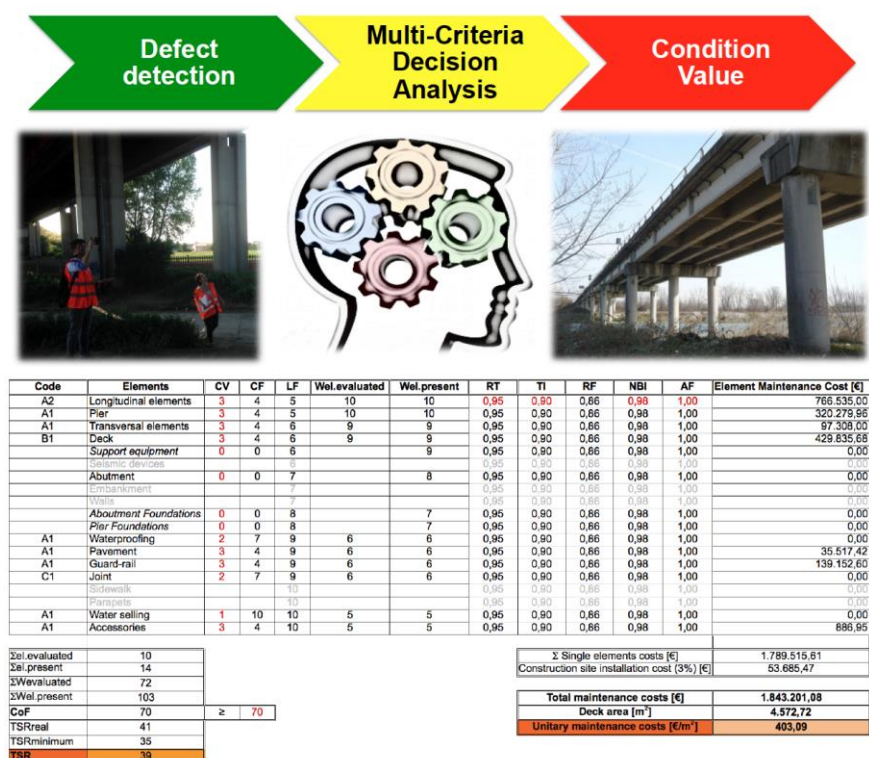 Defect
detection
Multi-Criteria
Decision
Analysis
Condition
Value
Code Elements CV CF LF Wel.evaluated Wel.present RT TI RF NBI AF Element Maintenance Cost [€]
A2 Longitudinal elements 3 4 5 10 10 0,95 0,90 0,86 0,98 1,00 766.535,00
A1 Pier 3 4 5 10 10 0,95 0,90 0,86 0,98 1,00 320.279,96
A1 Transversal elements 3 4 6 9 9 0,95 0,90 0,86 0,98 1,00 97.308,00
B1 Deck 3 4 6 9 9 0,95 0,90 0,86 0,98 1,00 429.835,68
Support equipment 0 0 6 9 0,95 0,90 0,86 0,98 1,00 0,00
Seismic devices 6 0,95 0,90 0,86 0,98 1,00 0,00
Abutment 0 0 7 8 0,95 0,90 0,86 0,98 1,00 0,00
Embankment 7 0,95 0,90 0,86 0,98 1,00 0,00
Walls 7 0,95 0,90 0,86 0,98 1,00 0,00
Aboutment Foundations 0 0 8 7 0,95 0,90 0,86 0,98 1,00 0,00
Pier Foundations 0 0 8 7 0,95 0,90 0,86 0,98 1,00 0,00
A1 Waterproofing 2 7 9 6 6 0,95 0,90 0,86 0,98 1,00 0,00
A1 Pavement 3 4 9 6 6 0,95 0,90 0,86 0,98 1,00 35.517,42
A1 Guard-rail 3 4 9 6 6 0,95 0,90 0,86 0,98 1,00 139.152,60
C1 Joint 2 7 9 6 6 0,95 0,90 0,86 0,98 1,00 0,00
Sidewalk 10 0,95 0,90 0,86 0,98 1,00 0,00
Parapets 10 0,95 0,90 0,86 0,98 1,00 0,00
A1 Water selling 1 10 10 5 5 0,95 0,90 0,86 0,98 1,00 0,00
A1 Accessories 3 4 10 5 5 0,95 0,90 0,86 0,98 1,00 886,95
Σel.evaluated 10
Σel.present 14
ΣWevaluated 72
ΣWel.present 103
CoF 70 ≥ 70
TSRreal 41
TSRminimum 35
TSR 39
Σ Single elements costs [€] 1.789.515,61
Construction site installation cost (3%) [€] 53.685,47
Total maintenance costs [€] 1.843.201,08
Deck area [m²] 4.572,72
Unitary maintenance costs [€/m²] 403,09